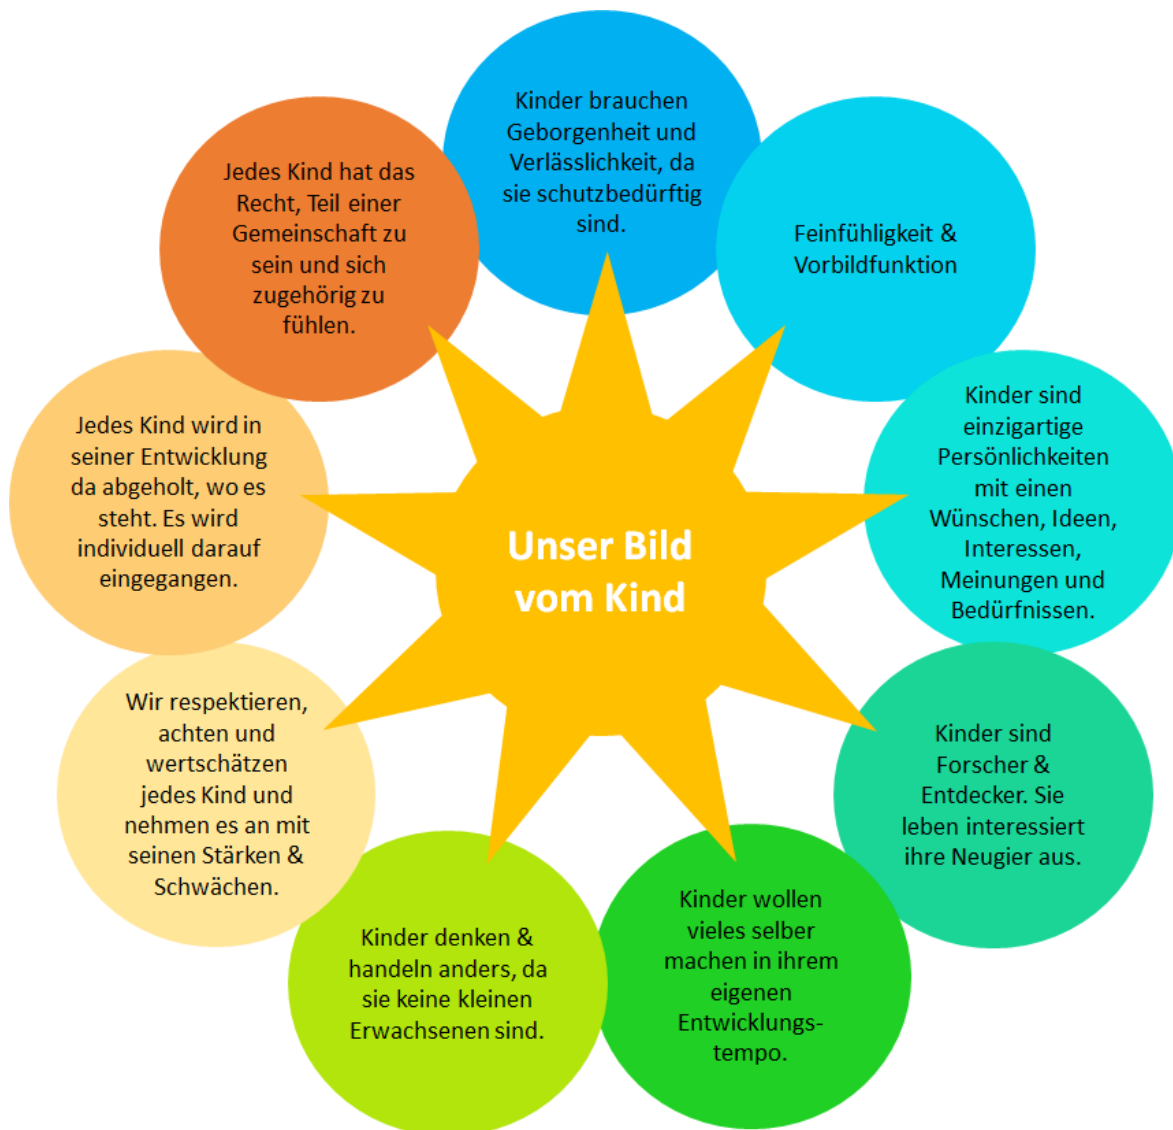 Kinder brauchen
Geborgenheit und
Verlässlichkeit, da
sie schutzbedürftig
sind.
Feinfühligkeit &
Vorbildfunktion
Kinder sind
einzigartige
Persönlichkeiten
mit einen
Wünschen, Ideen,
Interessen,
Meinungen und
Bedürfnissen.
Kinder sind
Forscher &
Entdecker. Sie
leben interessiert
ihre Neugier aus.
Kinder wollen
vieles selber
machen in ihrem
eigenen
Entwicklungs-
tempo.
Kinder denken &
handeln anders, da
sie keine kleinen
Erwachsenen sind.
Wir respektieren,
achten und
wertschätzen
jedes Kind und
nehmen es an mit
seinen Stärken &
Schwächen.
Jedes Kind wird in
seiner Entwicklung
da abgeholt, wo es
steht. Es wird
individuell darauf
eingegangen.
Jedes Kind hat das
Recht, Teil einer
Gemeinschaft zu
sein und sich
zugehörig zu
fühlen.
Unser Bild
vom Kind